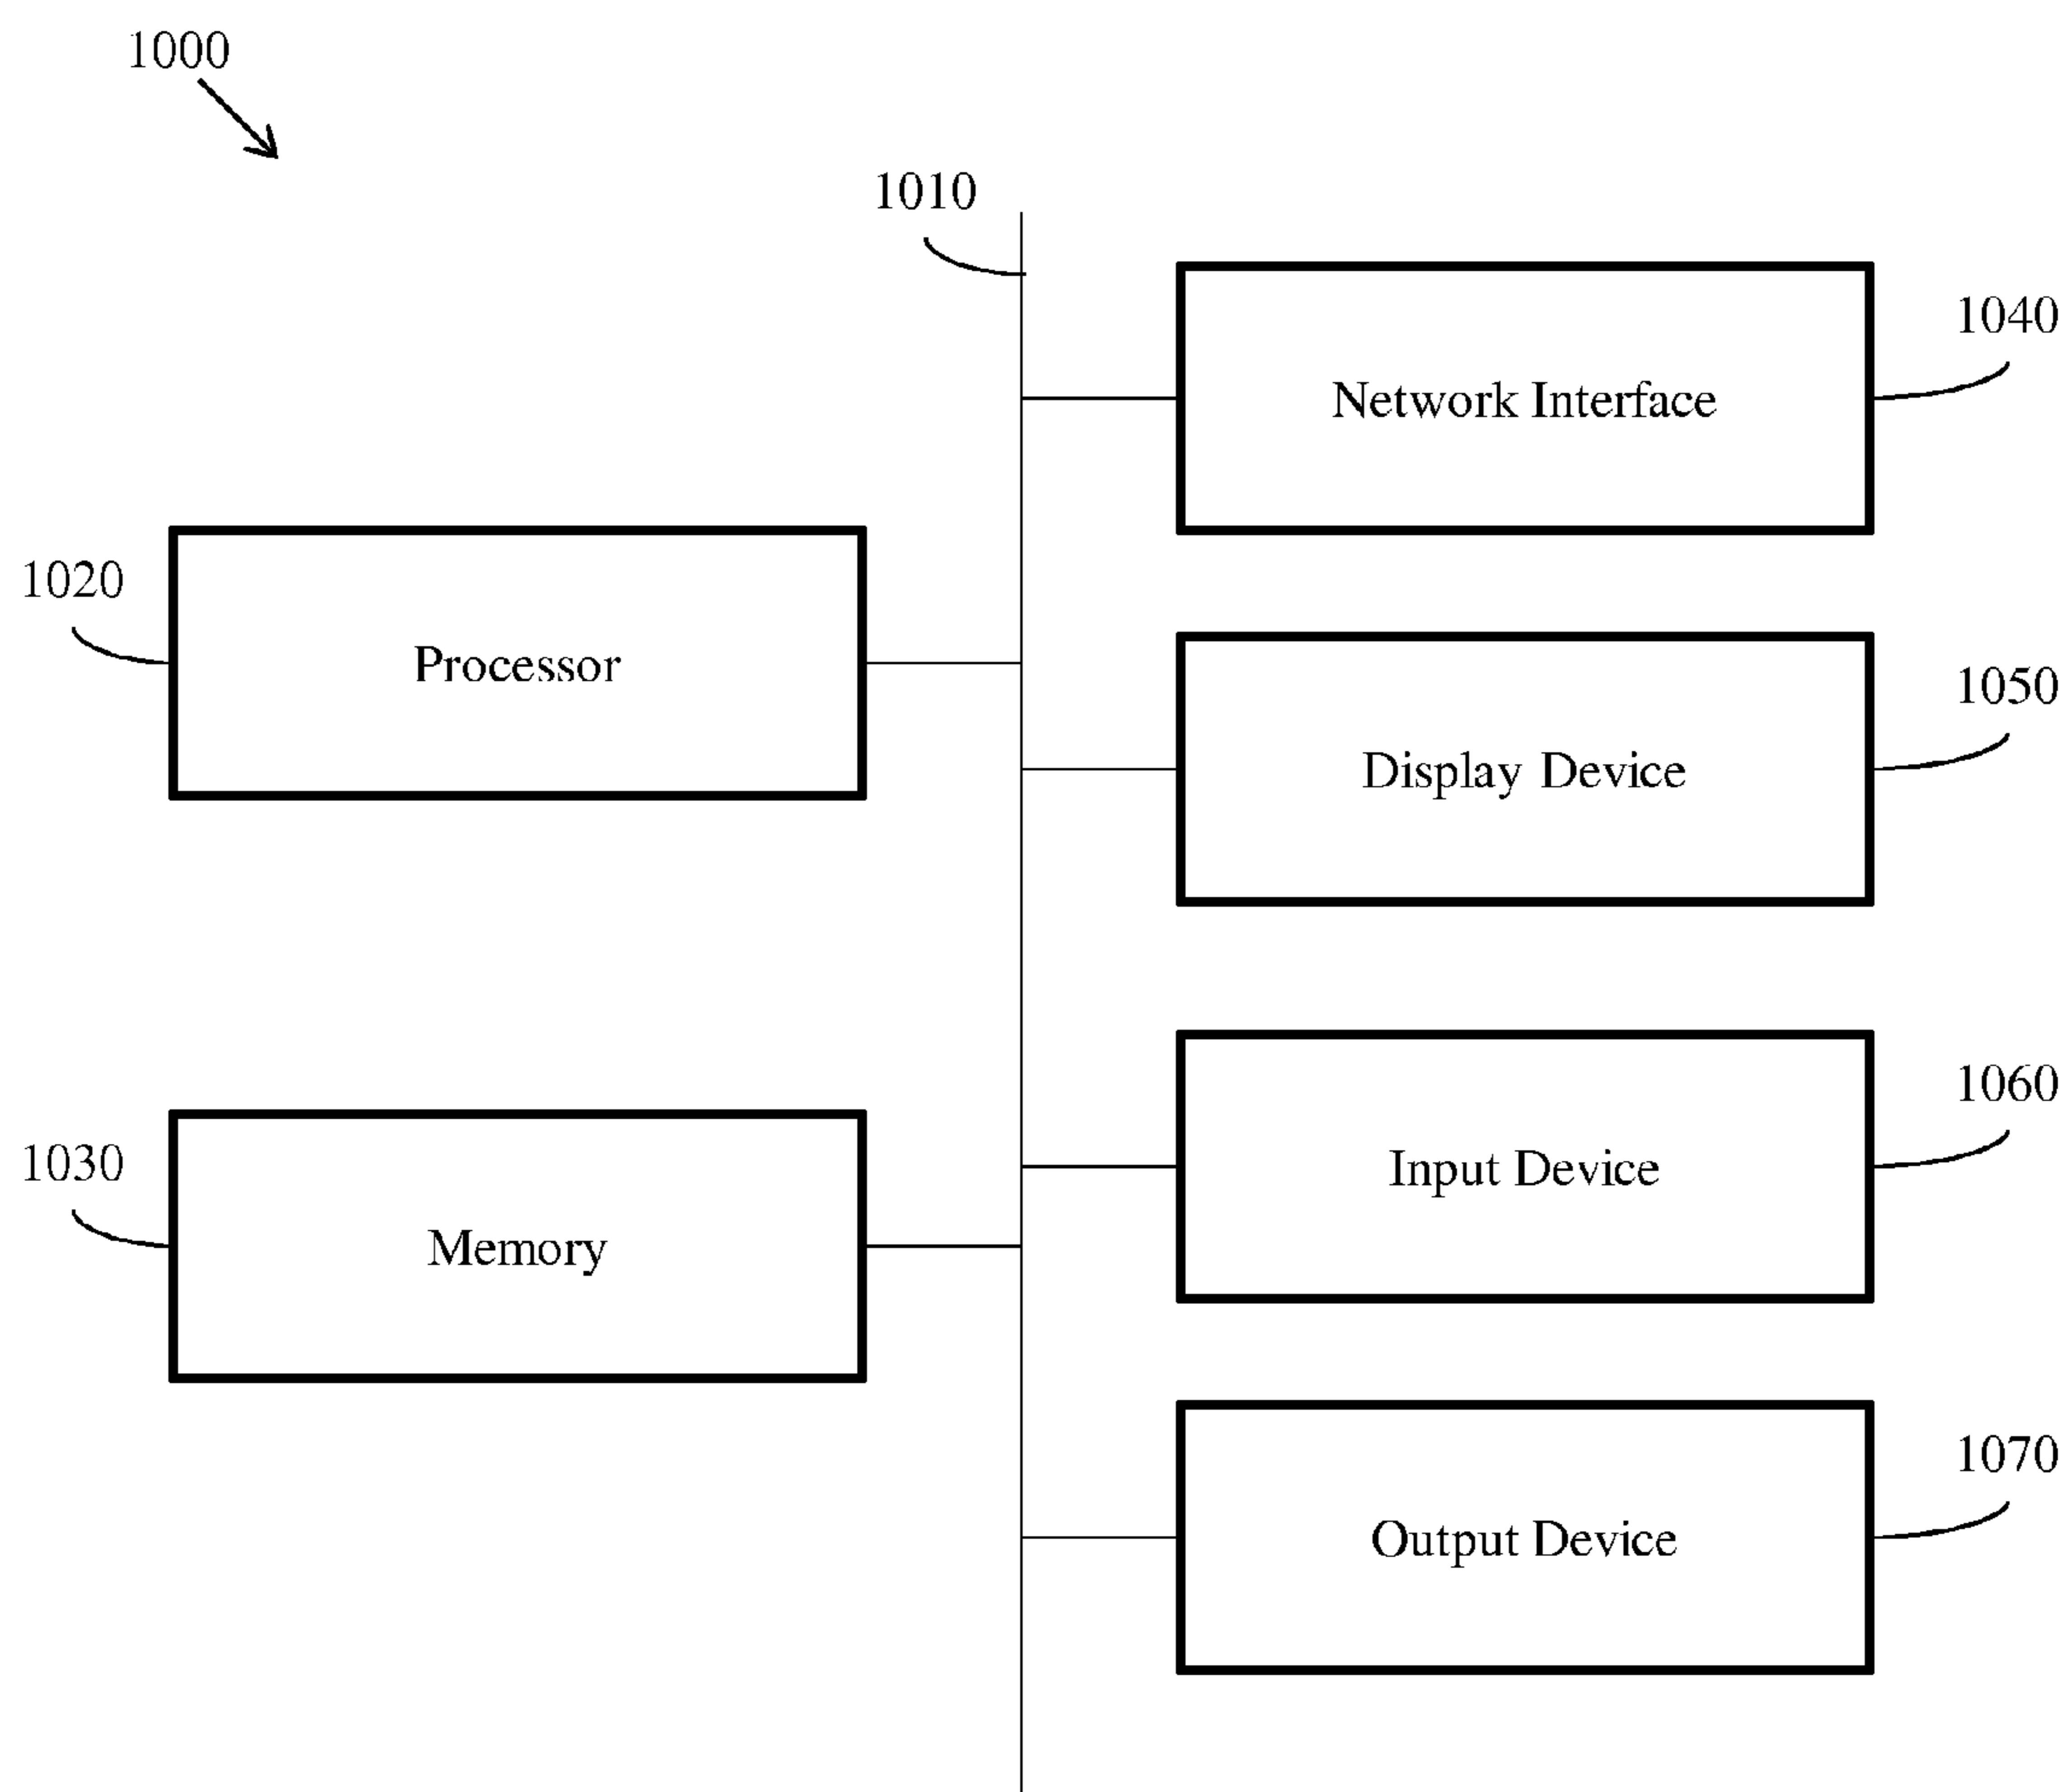 1000
1010
1040
Network Interface
1020
Processor
1050
Display Device
1060
Input Device
1030
Memory
1070
Output Device